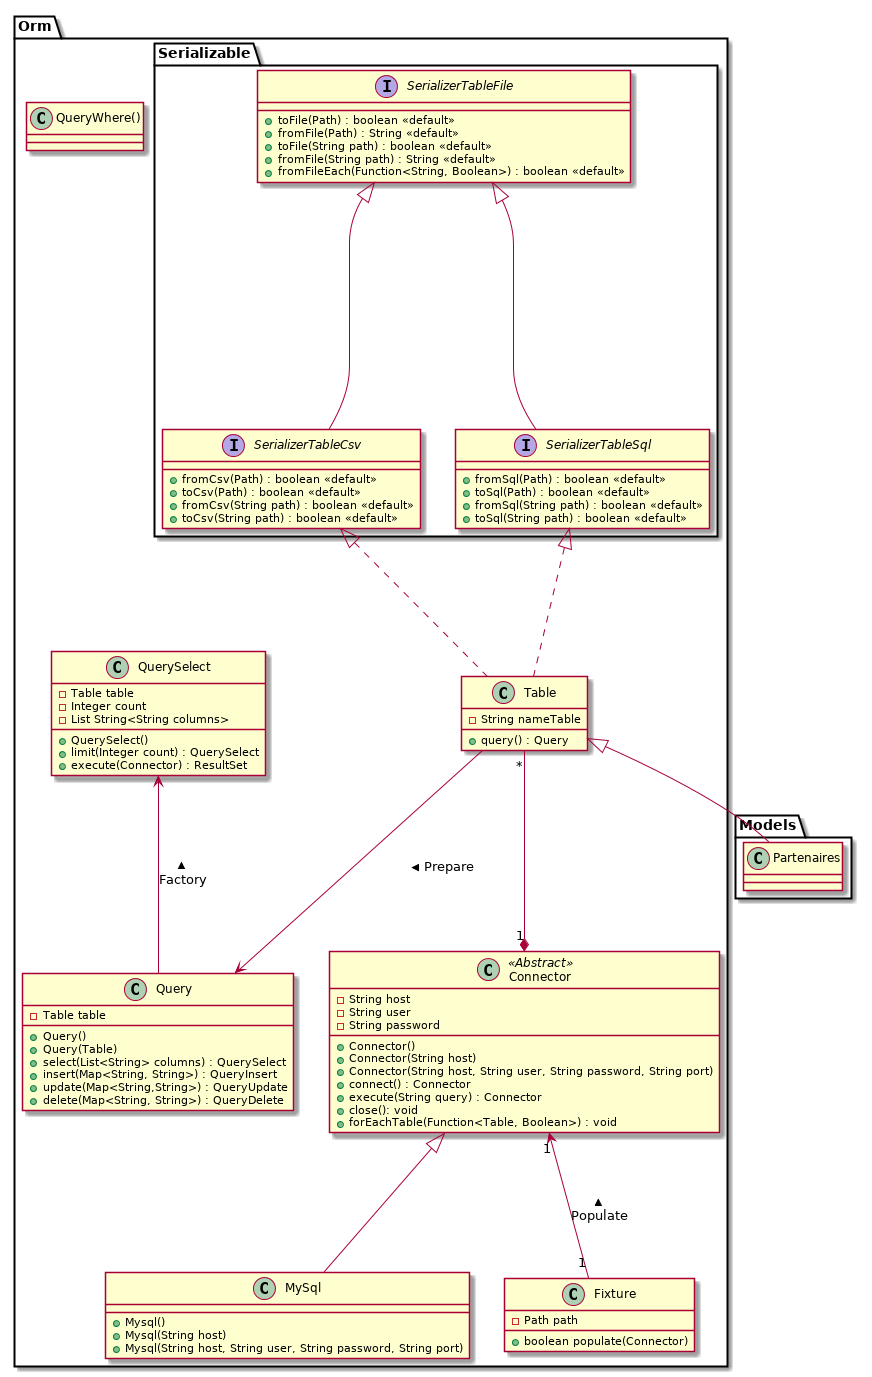 Orm
Serializable
I SerializerTableFile
toFile(Path) : boolean «default»
fromFile(Path) : String «default»
toFile(String path) : boolean «default»
fromFile(String path) : String «default»
fromFileEach(Function<String, Boolean>) : boolean «default»
C QueryWhere()
I SerializerTableCsv
fromCsv(Path) : boolean «default»
toCsv(Path) : boolean «default»
fromCsv(String path) : boolean «default»
toCsv(String path) : boolean «default»
I SerializerTableSql
fromSql(Path) : boolean «default»
toSql(Path) : boolean «default»
fromSql(String path) : boolean «default»
toSql(String path) : boolean «default»
C QuerySelect
Table table
Integer count
List String<String columns>
QuerySelect()
limit(Integer count) : QuerySelect
execute(Connector) : ResultSet
C Table
String nameTable
query() : Query
*
Models
C Partenaires
Factory
Prepare
1
C Query
Table table
Query()
Query(Table)
select(List<String> columns) : QuerySelect
insert(Map<String, String>) : QueryInsert
update(Map<String,String>) : QueryUpdate
delete(Map<String, String>) : QueryDelete
C «Abstract»
Connector
String host
String user
String password
Connector()
Connector(String host)
Connector(String host, String user, String password, String port)
connect() : Connector
execute(String query) : Connector
close(): void
forEachTable(Function<Table, Boolean>) : void
1
Populate
1
C MySql
Mysql()
Mysql(String host)
Mysql(String host, String user, String password, String port)
C Fixture
Path path
boolean populate(Connector)